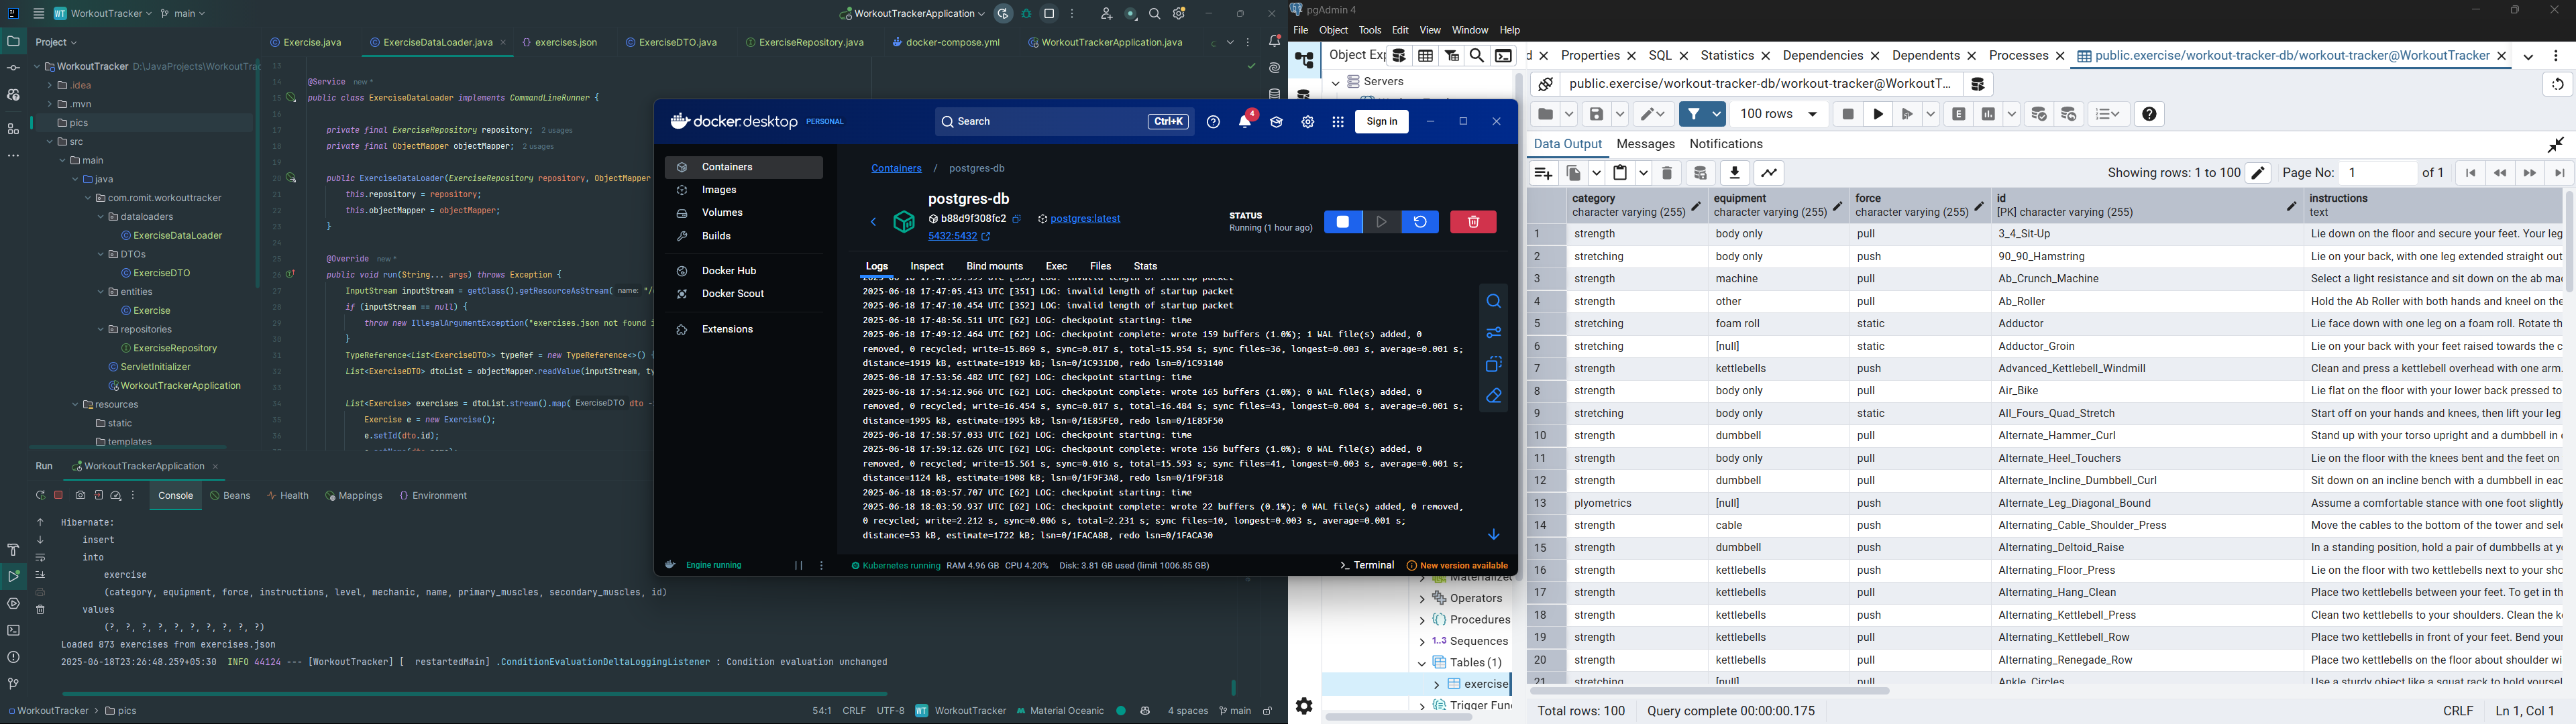 WT WorkoutTracker
main
WorkoutTrackerApplication
Project
Exercise.java
ExerciseDataLoader.java
exercises.json
ExerciseDTO.java
ExerciseRepository.java
docker-compose.yml
WorkoutTrackerApplication.java
WorkoutTracker D:\JavaProjects\WorkoutTrac
.idea
.mvn
pics
src
main
java
com.romit.workouttracker
dataloaders
ExerciseDataLoader
DTOs
ExerciseDTO
entities
Exercise
repositories
ExerciseRepository
ServletInitializer
WorkoutTrackerApplication
resources
static
templates
13
14 @Service new *
15 public class ExerciseDataLoader implements CommandLineRunner {
16
17 private final ExerciseRepository repository; 2 usages
18 private final ObjectMapper objectMapper; 2 usages
19
20 public ExerciseDataLoader(ExerciseRepository repository, ObjectMapper
21 this.repository = repository;
22 this.objectMapper = objectMapper;
23 }
24
25 @Override new *
26 public void run(String... args) throws Exception {
27 InputStream inputStream = getClass().getResourceAsStream( name: "/
28 if (inputStream == null) {
29 throw new IllegalArgumentException("exercises.json not found i
30 }
31 TypeReference<List<ExerciseDTO>> typeRef = new TypeReference<>() {
32 List<ExerciseDTO> dtoList = objectMapper.readValue(inputStream, ty
33
34 List<Exercise> exercises = dtoList.stream().map( ExerciseDTO dto -
35 Exercise e = new Exercise();
36 e.setId(dto.id);
Run WorkoutTrackerApplication
Console Beans Health Mappings Environment
Hibernate:
insert
into
exercise
(category, equipment, force, instructions, level, mechanic, name, primary_muscles, secondary_muscles, id)
values
(?, ?, ?, ?, ?, ?, ?, ?, ?, ?)
Loaded 873 exercises from exercises.json
2025-06-18T23:26:48.259+05:30 INFO 44124 --- [WorkoutTracker] [ restartedMain] .ConditionEvaluationDeltaLoggingListener : Condition evaluation unchanged
WorkoutTracker > pics
54:1 CRLF UTF-8 WT WorkoutTracker Material Oceanic 4 spaces main
docker.desktop PERSONAL
Search Ctrl+K
4
Sign in
Containers
Images
Volumes
Builds
Docker Hub
Docker Scout
Extensions
Containers / postgres-db
postgres-db
b88d9f308fc2 postgres:latest
5432:5432
STATUS
Running (1 hour ago)
Logs Inspect Bind mounts Exec Files Stats
2025-06-18 17:47:05.413 UTC [351] LOG: invalid length of startup packet
2025-06-18 17:47:10.454 UTC [352] LOG: invalid length of startup packet
2025-06-18 17:48:56.511 UTC [62] LOG: checkpoint starting: time
2025-06-18 17:49:12.464 UTC [62] LOG: checkpoint complete: wrote 159 buffers (1.0%); 1 WAL file(s) added, 0
removed, 0 recycled; write=15.869 s, sync=0.017 s, total=15.954 s; sync files=36, longest=0.003 s, average=0.001 s;
distance=1919 kB, estimate=1919 kB; lsn=0/1C931D0, redo lsn=0/1C93140
2025-06-18 17:53:56.482 UTC [62] LOG: checkpoint starting: time
2025-06-18 17:54:12.966 UTC [62] LOG: checkpoint complete: wrote 165 buffers (1.0%); 0 WAL file(s) added, 0
removed, 0 recycled; write=16.454 s, sync=0.017 s, total=16.484 s; sync files=43, longest=0.004 s, average=0.001 s;
distance=1995 kB, estimate=1995 kB; lsn=0/1E85FE0, redo lsn=0/1E85F50
2025-06-18 17:58:57.033 UTC [62] LOG: checkpoint starting: time
2025-06-18 17:59:12.626 UTC [62] LOG: checkpoint complete: wrote 156 buffers (1.0%); 0 WAL file(s) added, 0
removed, 0 recycled; write=15.561 s, sync=0.016 s, total=15.593 s; sync files=41, longest=0.003 s, average=0.001 s;
distance=1124 kB, estimate=1908 kB; lsn=0/1F9F3A8, redo lsn=0/1F9F318
2025-06-18 18:03:57.707 UTC [62] LOG: checkpoint starting: time
2025-06-18 18:03:59.937 UTC [62] LOG: checkpoint complete: wrote 22 buffers (0.1%); 0 WAL file(s) added, 0 removed,
0 recycled; write=2.212 s, sync=0.006 s, total=2.231 s; sync files=10, longest=0.003 s, average=0.001 s;
distance=53 kB, estimate=1722 kB; lsn=0/1FACA88, redo lsn=0/1FACA30
Engine running
Kubernetes running RAM 4.96 GB CPU 4.20% Disk: 3.81 GB used (limit 1006.85 GB)
Terminal New version available
pgAdmin 4
File Object Tools Edit View Window Help
Object Exp
Servers
Operators
Procedures
1..3 Sequences
Tables (1)
exercise
Trigger Func
Properties SQL Statistics Dependencies Dependents Processes public.exercise/workout-tracker-db/workout-tracker@WorkoutTracker
public.exercise/workout-tracker-db/workout-tracker@WorkoutT...
100 rows
Data Output Messages Notifications
Showing rows: 1 to 100 Page No: 1 of 1
category equipment force id instructions
character varying (255) character varying (255) character varying (255) [PK] character varying (255) text
1 strength body only pull 3_4_Sit-Up Lie down on the floor and secure your feet. Your leg
2 stretching body only push 90_90_Hamstring Lie on your back, with one leg extended straight out
3 strength machine pull Ab_Crunch_Machine Select a light resistance and sit down on the ab mac
4 strength other pull Ab_Roller Hold the Ab Roller with both hands and kneel on the
5 stretching foam roll static Adductor Lie face down with one leg on a foam roll. Rotate th
6 stretching [null] static Adductor_Groin Lie on your back with your feet raised towards the c
7 strength kettlebells push Advanced_Kettlebell_Windmill Clean and press a kettlebell overhead with one arm.
8 strength body only pull Air_Bike Lie flat on the floor with your lower back pressed to
9 stretching body only static All_Fours_Quad_Stretch Start off on your hands and knees, then lift your leg
10 strength dumbbell pull Alternate_Hammer_Curl Stand up with your torso upright and a dumbbell in
11 strength body only pull Alternate_Heel_Touchers Lie on the floor with the knees bent and the feet on
12 strength dumbbell pull Alternate_Incline_Dumbbell_Curl Sit down on an incline bench with a dumbbell in eac
13 plyometrics [null] push Alternate_Leg_Diagonal_Bound Assume a comfortable stance with one foot slightly
14 strength cable push Alternating_Cable_Shoulder_Press Move the cables to the bottom of the tower and sele
15 strength dumbbell push Alternating_Deltoid_Raise In a standing position, hold a pair of dumbbells at y
16 strength kettlebells push Alternating_Floor_Press Lie on the floor with two kettlebells next to your sho
17 strength kettlebells pull Alternating_Hang_Clean Place two kettlebells between your feet. To get in th
18 strength kettlebells push Alternating_Kettlebell_Press Clean two kettlebells to your shoulders. Clean the k
19 strength kettlebells pull Alternating_Kettlebell_Row Place two kettlebells in front of your feet. Bend your
20 strength kettlebells pull Alternating_Renegade_Row Place two kettlebells on the floor about shoulder wi
21 stretching [null] pull Ankle_Circles Use a sturdy object like a squat rack to hold yourself
Total rows: 100 Query complete 00:00:00.175 CRLF Ln 1, Col 1